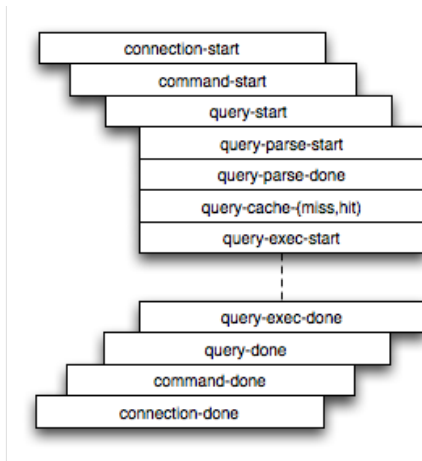 connection-start
command-start
query-start
query-parse-start
query-parse-done
query-cache-{miss,hit)
query-exec-start
query-exec-done
query-done
command-done
connection-done